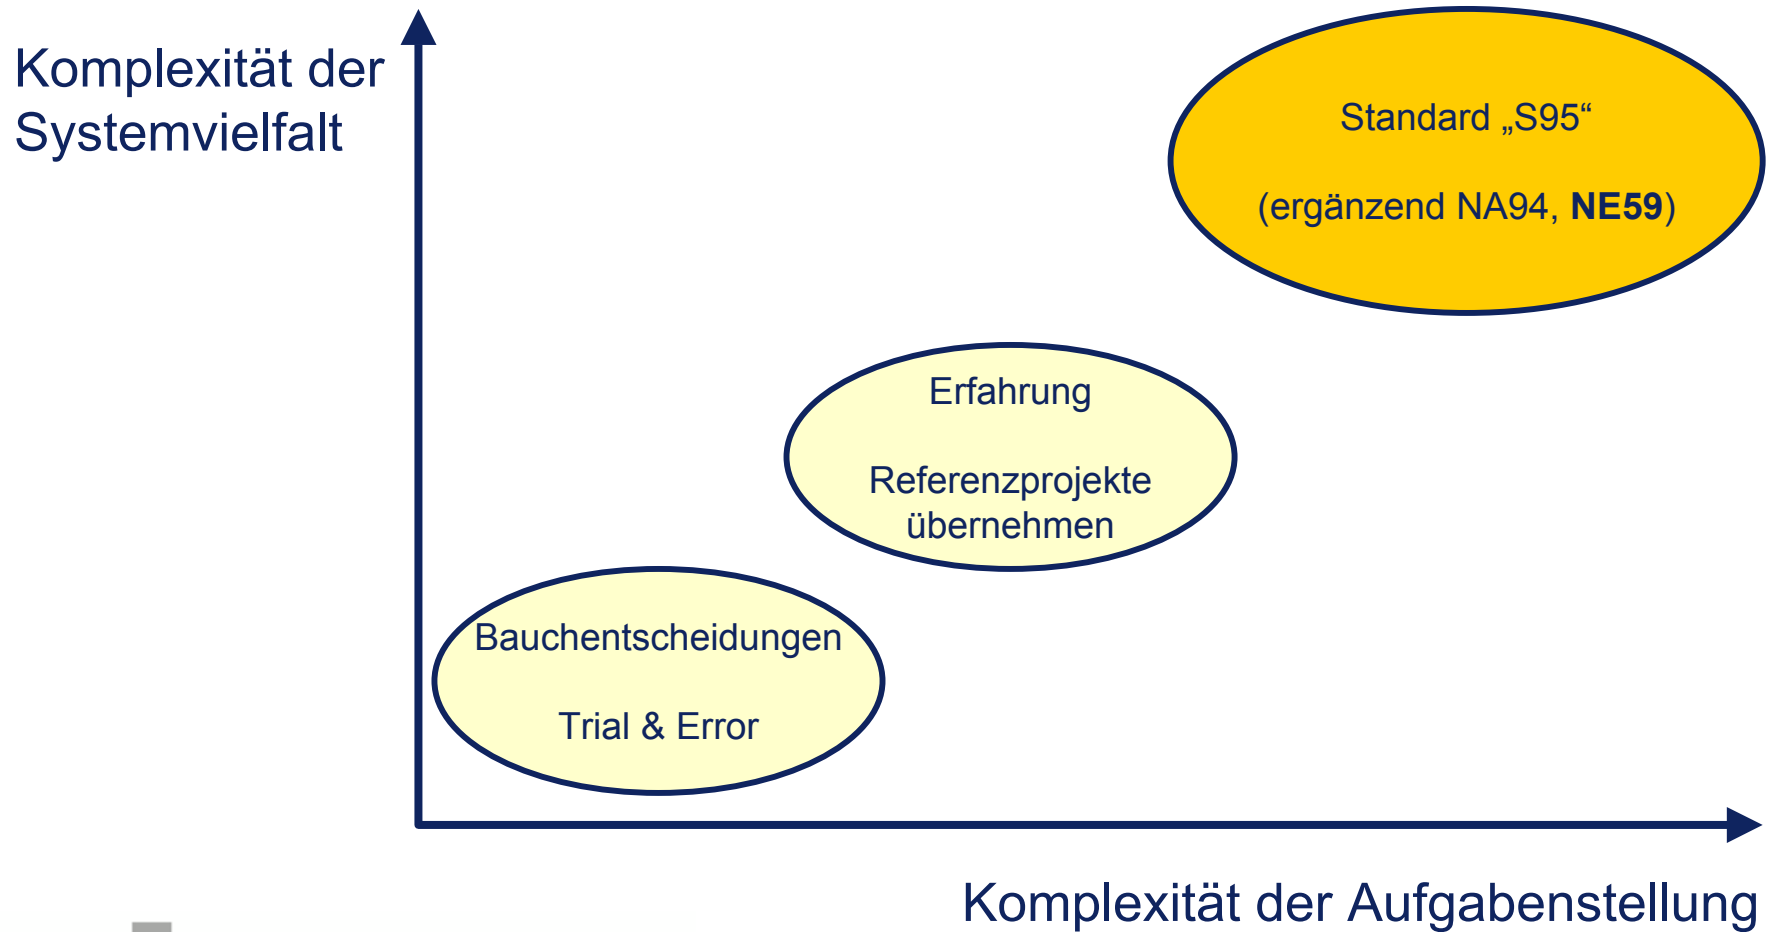 Komplexität der
Systemvielfalt
Standard „S95“
(ergänzend NA94, NE59)
Erfahrung
Referenzprojekte
übernehmen
Bauchentscheidungen
Trial & Error
Komplexität der Aufgabenstellung